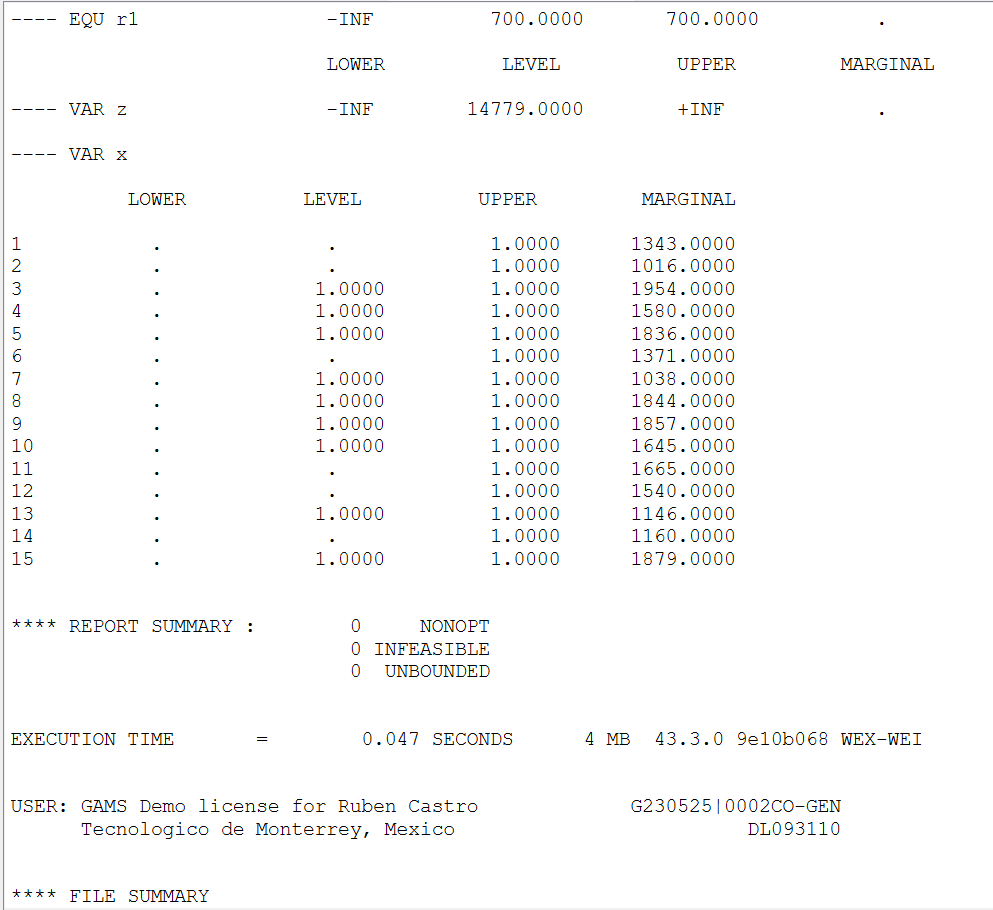 ---- EQU r1                -INF          700.0000       700.0000          .
                           LOWER          LEVEL          UPPER         MARGINAL
---- VAR z                 -INF        14779.0000        +INF             .
---- VAR x
          LOWER          LEVEL          UPPER         MARGINAL
1           .              .             1.0000      1343.0000
2           .              .             1.0000      1016.0000
3           .             1.0000         1.0000      1954.0000
4           .             1.0000         1.0000      1580.0000
5           .             1.0000         1.0000      1836.0000
6           .              .             1.0000      1371.0000
7           .             1.0000         1.0000      1038.0000
8           .             1.0000         1.0000      1844.0000
9           .             1.0000         1.0000      1857.0000
10          .             1.0000         1.0000      1645.0000
11          .              .             1.0000      1665.0000
12          .              .             1.0000      1540.0000
13          .             1.0000         1.0000      1146.0000
14          .              .             1.0000      1160.0000
15          .             1.0000         1.0000      1879.0000
**** REPORT SUMMARY :        0     NONOPT
                             0 INFEASIBLE
                             0  UNBOUNDED
EXECUTION TIME       =        0.047 SECONDS      4 MB  43.3.0 9e10b068 WEX-WEI
USER: GAMS Demo license for Ruben Castro             G230525|0002CO-GEN
      Tecnologico de Monterrey, Mexico                         DL093110
**** FILE SUMMARY